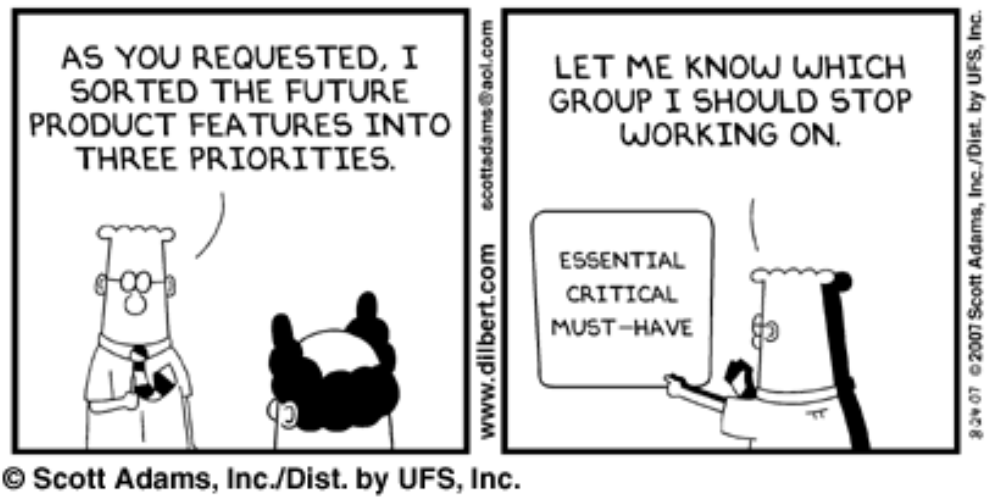 AS YOU REQUESTED, I
SORTED THE FUTURE
PRODUCT FEATURES INTO
THREE PRIORITIES.
www.dilbert.com scottadams@aol.com
LET ME KNOW WHICH
GROUP I SHOULD STOP
WORKING ON.
ESSENTIAL
CRITICAL
MUST-HAVE
8-24-07 ©2007 Scott Adams, Inc./Dist. by UFS, Inc.
© Scott Adams, Inc./Dist. by UFS, Inc.